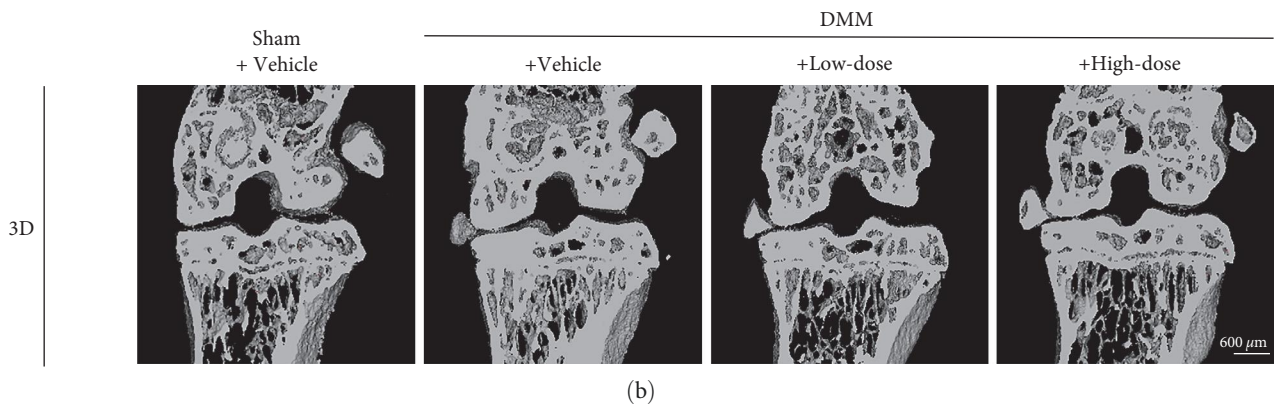 DMM
Sham
+ Vehicle
+Vehicle
+Low-dose
+High-dose
3D
600 μm
(b)